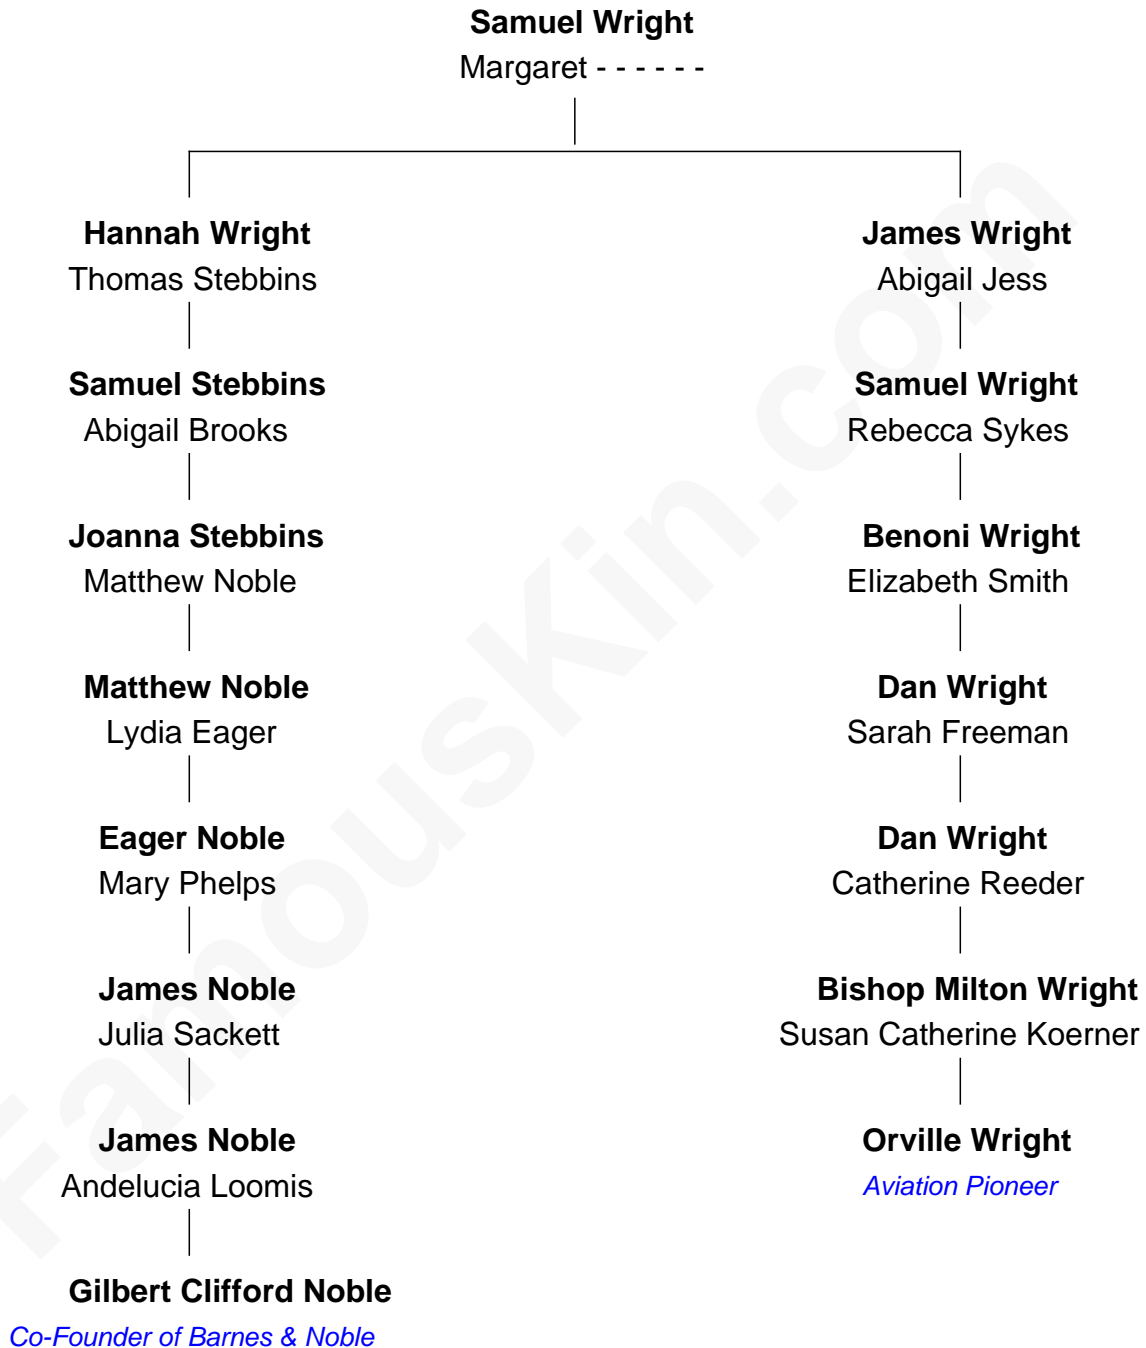 Samuel Wright
Margaret - - - - - -
Hannah Wright
Thomas Stebbins
James Wright
Abigail Jess
Samuel Stebbins
Abigail Brooks
Samuel Wright
Rebecca Sykes
Joanna Stebbins
Matthew Noble
Benoni Wright
Elizabeth Smith
Matthew Noble
Lydia Eager
Dan Wright
Sarah Freeman
Eager Noble
Mary Phelps
Dan Wright
Catherine Reeder
James Noble
Julia Sackett
Bishop Milton Wright
Susan Catherine Koerner
James Noble
Andelucia Loomis
Orville Wright
Aviation Pioneer
Gilbert Clifford Noble
Co-Founder of Barnes & Noble
FamousKin.com